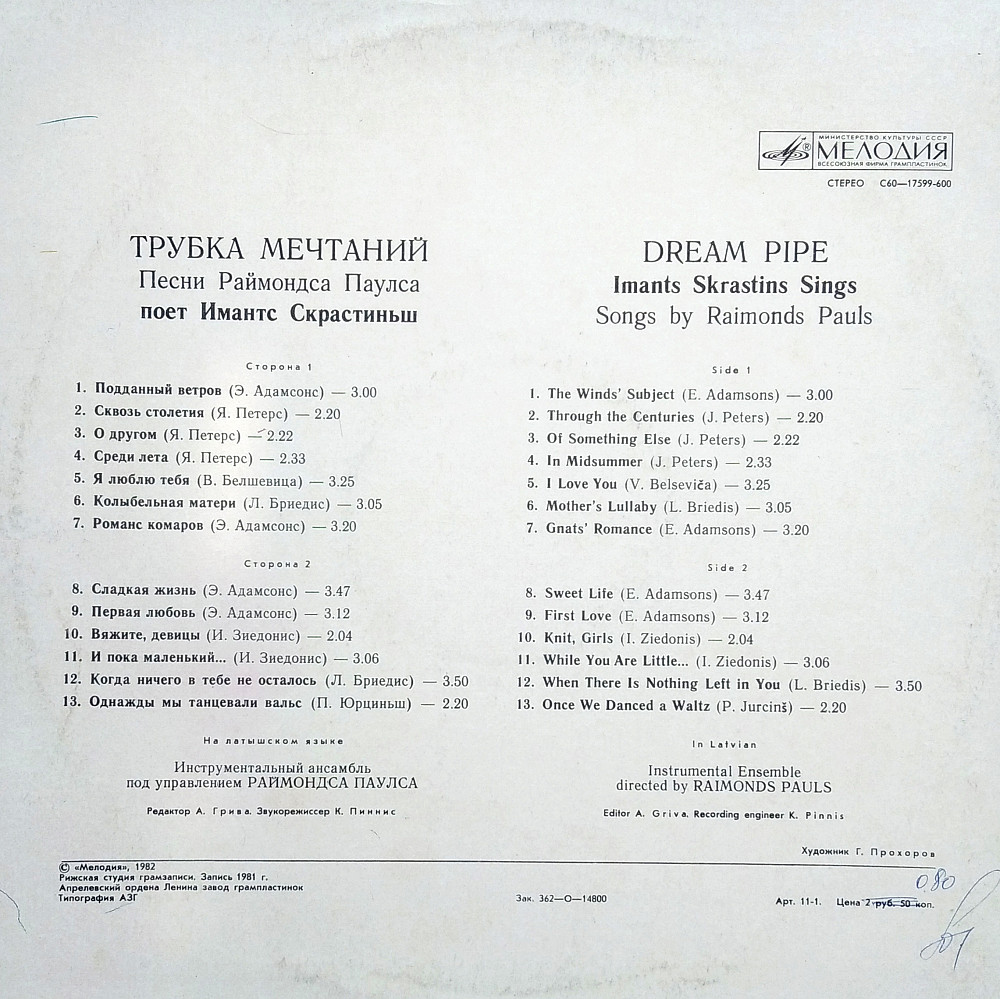 МИНИСТЕРСТВО КУЛЬТУРЫ СССР
МЕЛОДИЯ
ВСЕСОЮЗНАЯ ФИРМА ГРАМПЛАСТИНОК
СТЕРЕО С60—17599-600
ТРУБКА МЕЧТАНИЙ
Песни Раймондса Паулса
поет Имантс Скрастиньш
Сторона 1
1. Подданный ветров (Э. Адамсонс) — 3.00
2. Сквозь столетия (Я. Петерс) — 2.20
3. О другом (Я. Петерс) — 2.22
4. Среди лета (Я. Петерс) — 2.33
5. Я люблю тебя (В. Белшевица) — 3.25
6. Колыбельная матери (Л. Бриедис) — 3.05
7. Романс комаров (Э. Адамсонс) — 3.20
Сторона 2
8. Сладкая жизнь (Э. Адамсонс) — 3.47
9. Первая любовь (Э. Адамсонс) — 3.12
10. Вяжите, девицы (И. Зиедонис) — 2.04
11. И пока маленький... (И. Зиедонис) — 3.06
12. Когда ничего в тебе не осталось (Л. Бриедис) — 3.50
13. Однажды мы танцевали вальс (П. Юрциньш) — 2.20
На латышском языке
Инструментальный ансамбль
под управлением РАЙМОНДСА ПАУЛСА
Редактор А. Грива. Звукорежиссер К. Пиннис
DREAM PIPE
Imants Skrastins Sings
Songs by Raimonds Pauls
Side 1
1. The Winds' Subject (E. Adamsons) — 3.00
2. Through the Centuries (J. Peters) — 2.20
3. Of Something Else (J. Peters) — 2.22
4. In Midsummer (J. Peters) — 2.33
5. I Love You (V. Belseviča) — 3.25
6. Mother's Lullaby (L. Briedis) — 3.05
7. Gnats' Romance (E. Adamsons) — 3.20
Side 2
8. Sweet Life (E. Adamsons) — 3.47
9. First Love (E. Adamsons) — 3.12
10. Knit, Girls (I. Ziedonis) — 2.04
11. While You Are Little... (I. Ziedonis) — 3.06
12. When There Is Nothing Left in You (L. Briedis) — 3.50
13. Once We Danced a Waltz (P. Jurcinš) — 2.20
In Latvian
Instrumental Ensemble
directed by RAIMONDS PAULS
Editor A. Griva. Recording engineer K. Pinnis
Художник Г. Прохоров
© «Мелодия», 1982
Рижская студия грамзаписи. Запись 1981 г.
Апрелевский ордена Ленина завод грампластинок
Типография АЗГ
Зак. 362—О—14800
0,80
Арт. 11-1. Цена 2 руб. 50 коп.